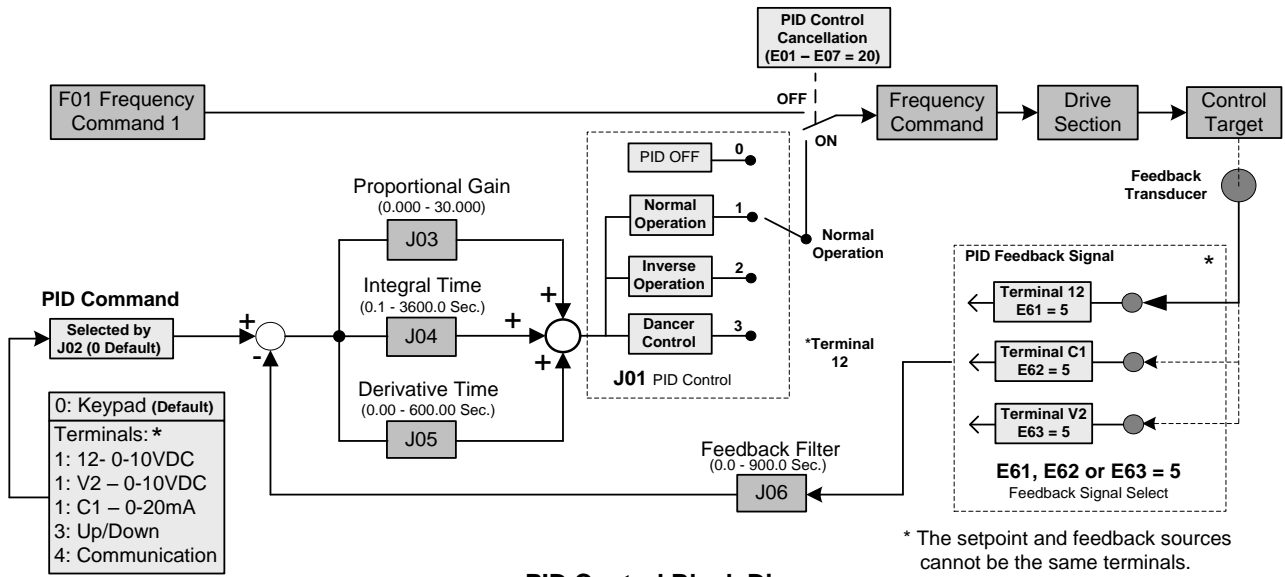 PID Control
Cancellation
(E01 – E07 = 20)
OFF
ON
F01 Frequency
Command 1
Frequency
Command
Drive
Section
Control
Target
Feedback
Transducer
PID OFF
0
Normal
Operation
1
Inverse
Operation
2
Dancer
Control
3
J01 PID Control
Normal
Operation
*Terminal
12
Proportional Gain
(0.000 - 30.000)
J03
Integral Time
(0.1 - 3600.0 Sec.)
J04
Derivative Time
(0.00 - 600.00 Sec.)
J05
+
+
+
PID Command
Selected by
J02 (0 Default)
+
-
0: Keypad (Default)
Terminals: *
1: 12- 0-10VDC
1: V2 – 0-10VDC
1: C1 – 0-20mA
3: Up/Down
4: Communication
Feedback Filter
(0.0 - 900.0 Sec.)
J06
PID Feedback Signal *
Terminal 12
E61 = 5
Terminal C1
E62 = 5
Terminal V2
E63 = 5
E61, E62 or E63 = 5
Feedback Signal Select
* The setpoint and feedback sources
cannot be the same terminals.